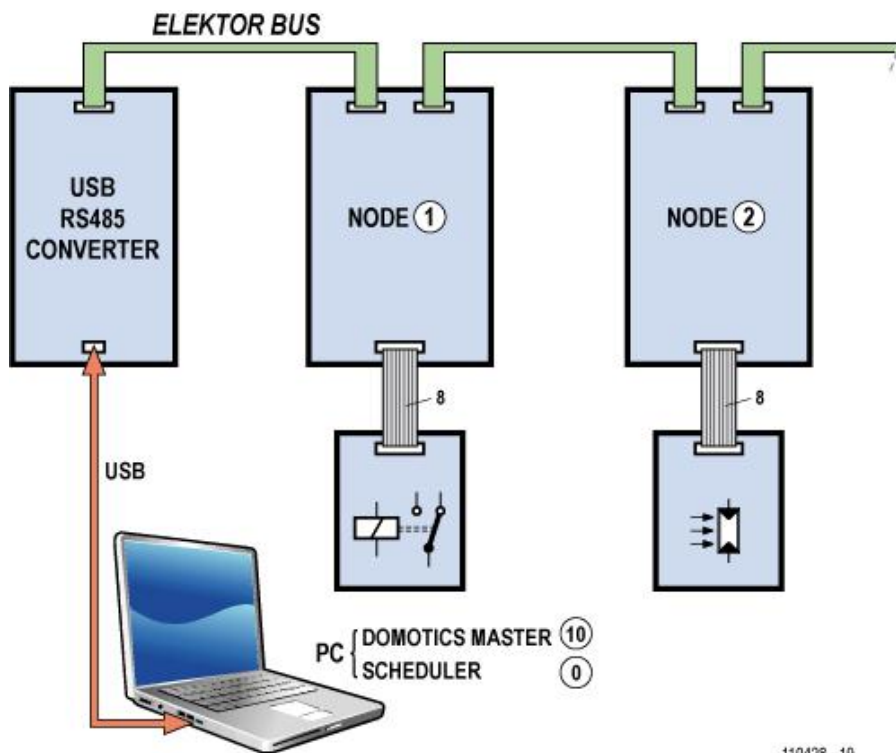 ELEKTOR BUS
USB
RS485
CONVERTER
NODE 1
NODE 2
8
8
USB
PC { DOMOTICS MASTER 10
SCHEDULER 0